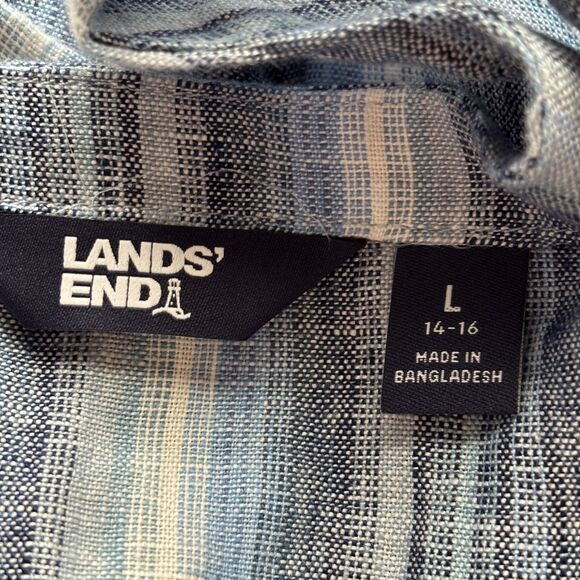 LANDS'
END
L
14-16
MADE IN
BANGLADESH